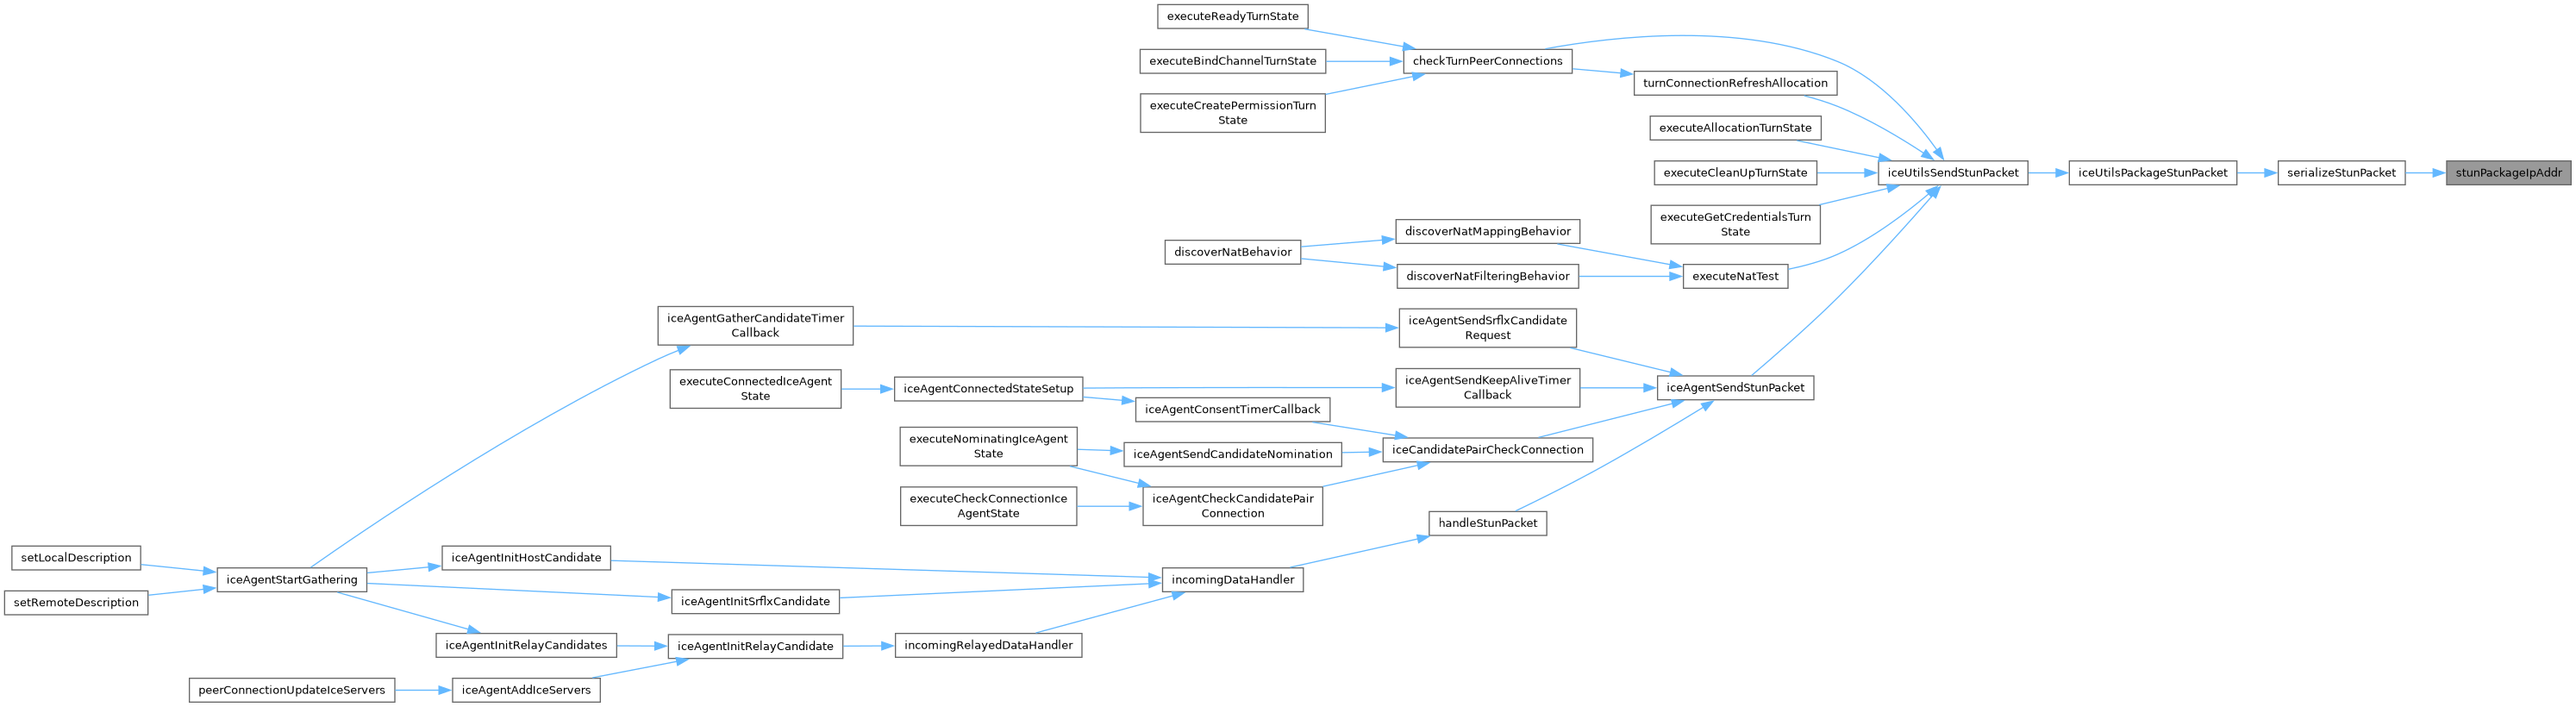 executeReadyTurnState
executeBindChannelTurnState
checkTurnPeerConnections
turnConnectionRefreshAllocation
executeCreatePermissionTurn
State
executeAllocationTurnState
executeCleanUpTurnState
iceUtilsSendStunPacket
iceUtilsPackageStunPacket
serializeStunPacket
stunPackageIpAddr
executeGetCredentialsTurn
State
discoverNatMappingBehavior
discoverNatBehavior
discoverNatFilteringBehavior
executeNatTest
iceAgentGatherCandidateTimer
Callback
iceAgentSendSrflxCandidate
Request
executeConnectedIceAgent
State
iceAgentConnectedStateSetup
iceAgentSendKeepAliveTimer
Callback
iceAgentSendStunPacket
iceAgentConsentTimerCallback
executeNominatingIceAgent
State
iceAgentSendCandidateNomination
iceCandidatePairCheckConnection
executeCheckConnectionIce
AgentState
iceAgentCheckCandidatePair
Connection
handleStunPacket
setLocalDescription
iceAgentInitHostCandidate
iceAgentStartGathering
incomingDataHandler
setRemoteDescription
iceAgentInitSrflxCandidate
iceAgentInitRelayCandidates
iceAgentInitRelayCandidate
incomingRelayedDataHandler
peerConnectionUpdateIceServers
iceAgentAddIceServers